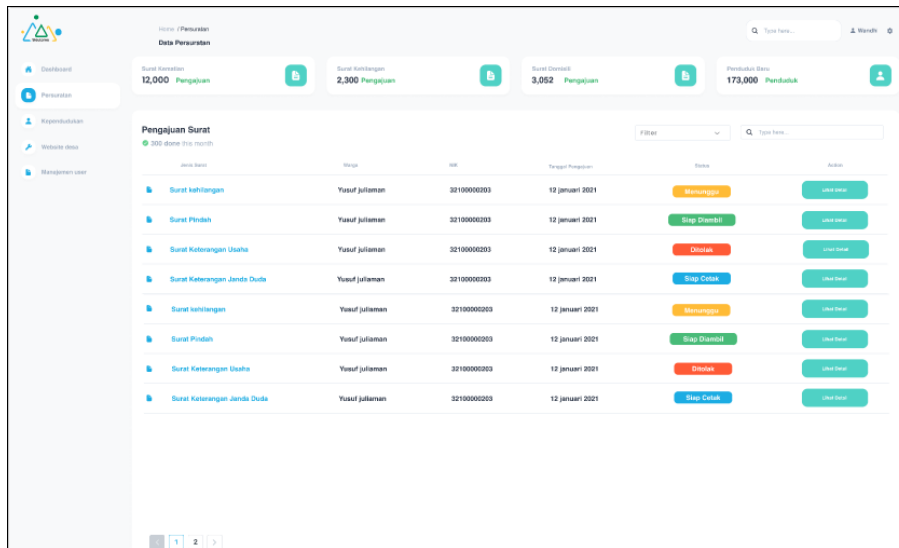 Home / Persuratan
Data Persuratan
Type here...
Wandir
Dashboard
Persuratan
Kependudukan
Website desa
Manajemen user
Surat Kematian
12,000 Pengajuan
Surat Kehilangan
2,300 Pengajuan
Surat Domisili
3,052 Pengajuan
Penduduk Baru
173,000 Penduduk
Pengajuan Surat
300 done this month
Filter
Type here...
Jenis Surat Warga NIK Tanggal Pengajuan Status Action
Surat kehilangan Yusuf juliaman 32100000203 12 januari 2021 Menunggu Lihat Detail
Surat Pindah Yusuf juliaman 32100000203 12 januari 2021 Siap Diambil Lihat Detail
Surat Keterangan Usaha Yusuf juliaman 32100000203 12 januari 2021 Ditolak Lihat Detail
Surat Keterangan Janda Duda Yusuf juliaman 32100000203 12 januari 2021 Siap Cetak Lihat Detail
Surat kehilangan Yusuf juliaman 32100000203 12 januari 2021 Menunggu Lihat Detail
Surat Pindah Yusuf juliaman 32100000203 12 januari 2021 Siap Diambil Lihat Detail
Surat Keterangan Usaha Yusuf juliaman 32100000203 12 januari 2021 Ditolak Lihat Detail
Surat Keterangan Janda Duda Yusuf juliaman 32100000203 12 januari 2021 Siap Cetak Lihat Detail
< 1 2 >